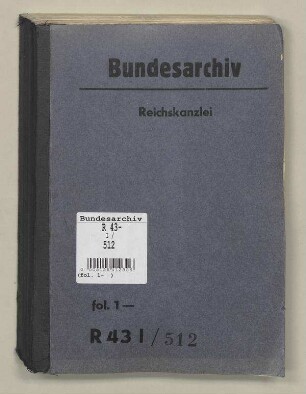 Bundesarchiv
Reichskanzlei
Bundesarchiv
R 43-
I/
512
(fol. 1- )
fol. 1—
R 43 I / 512